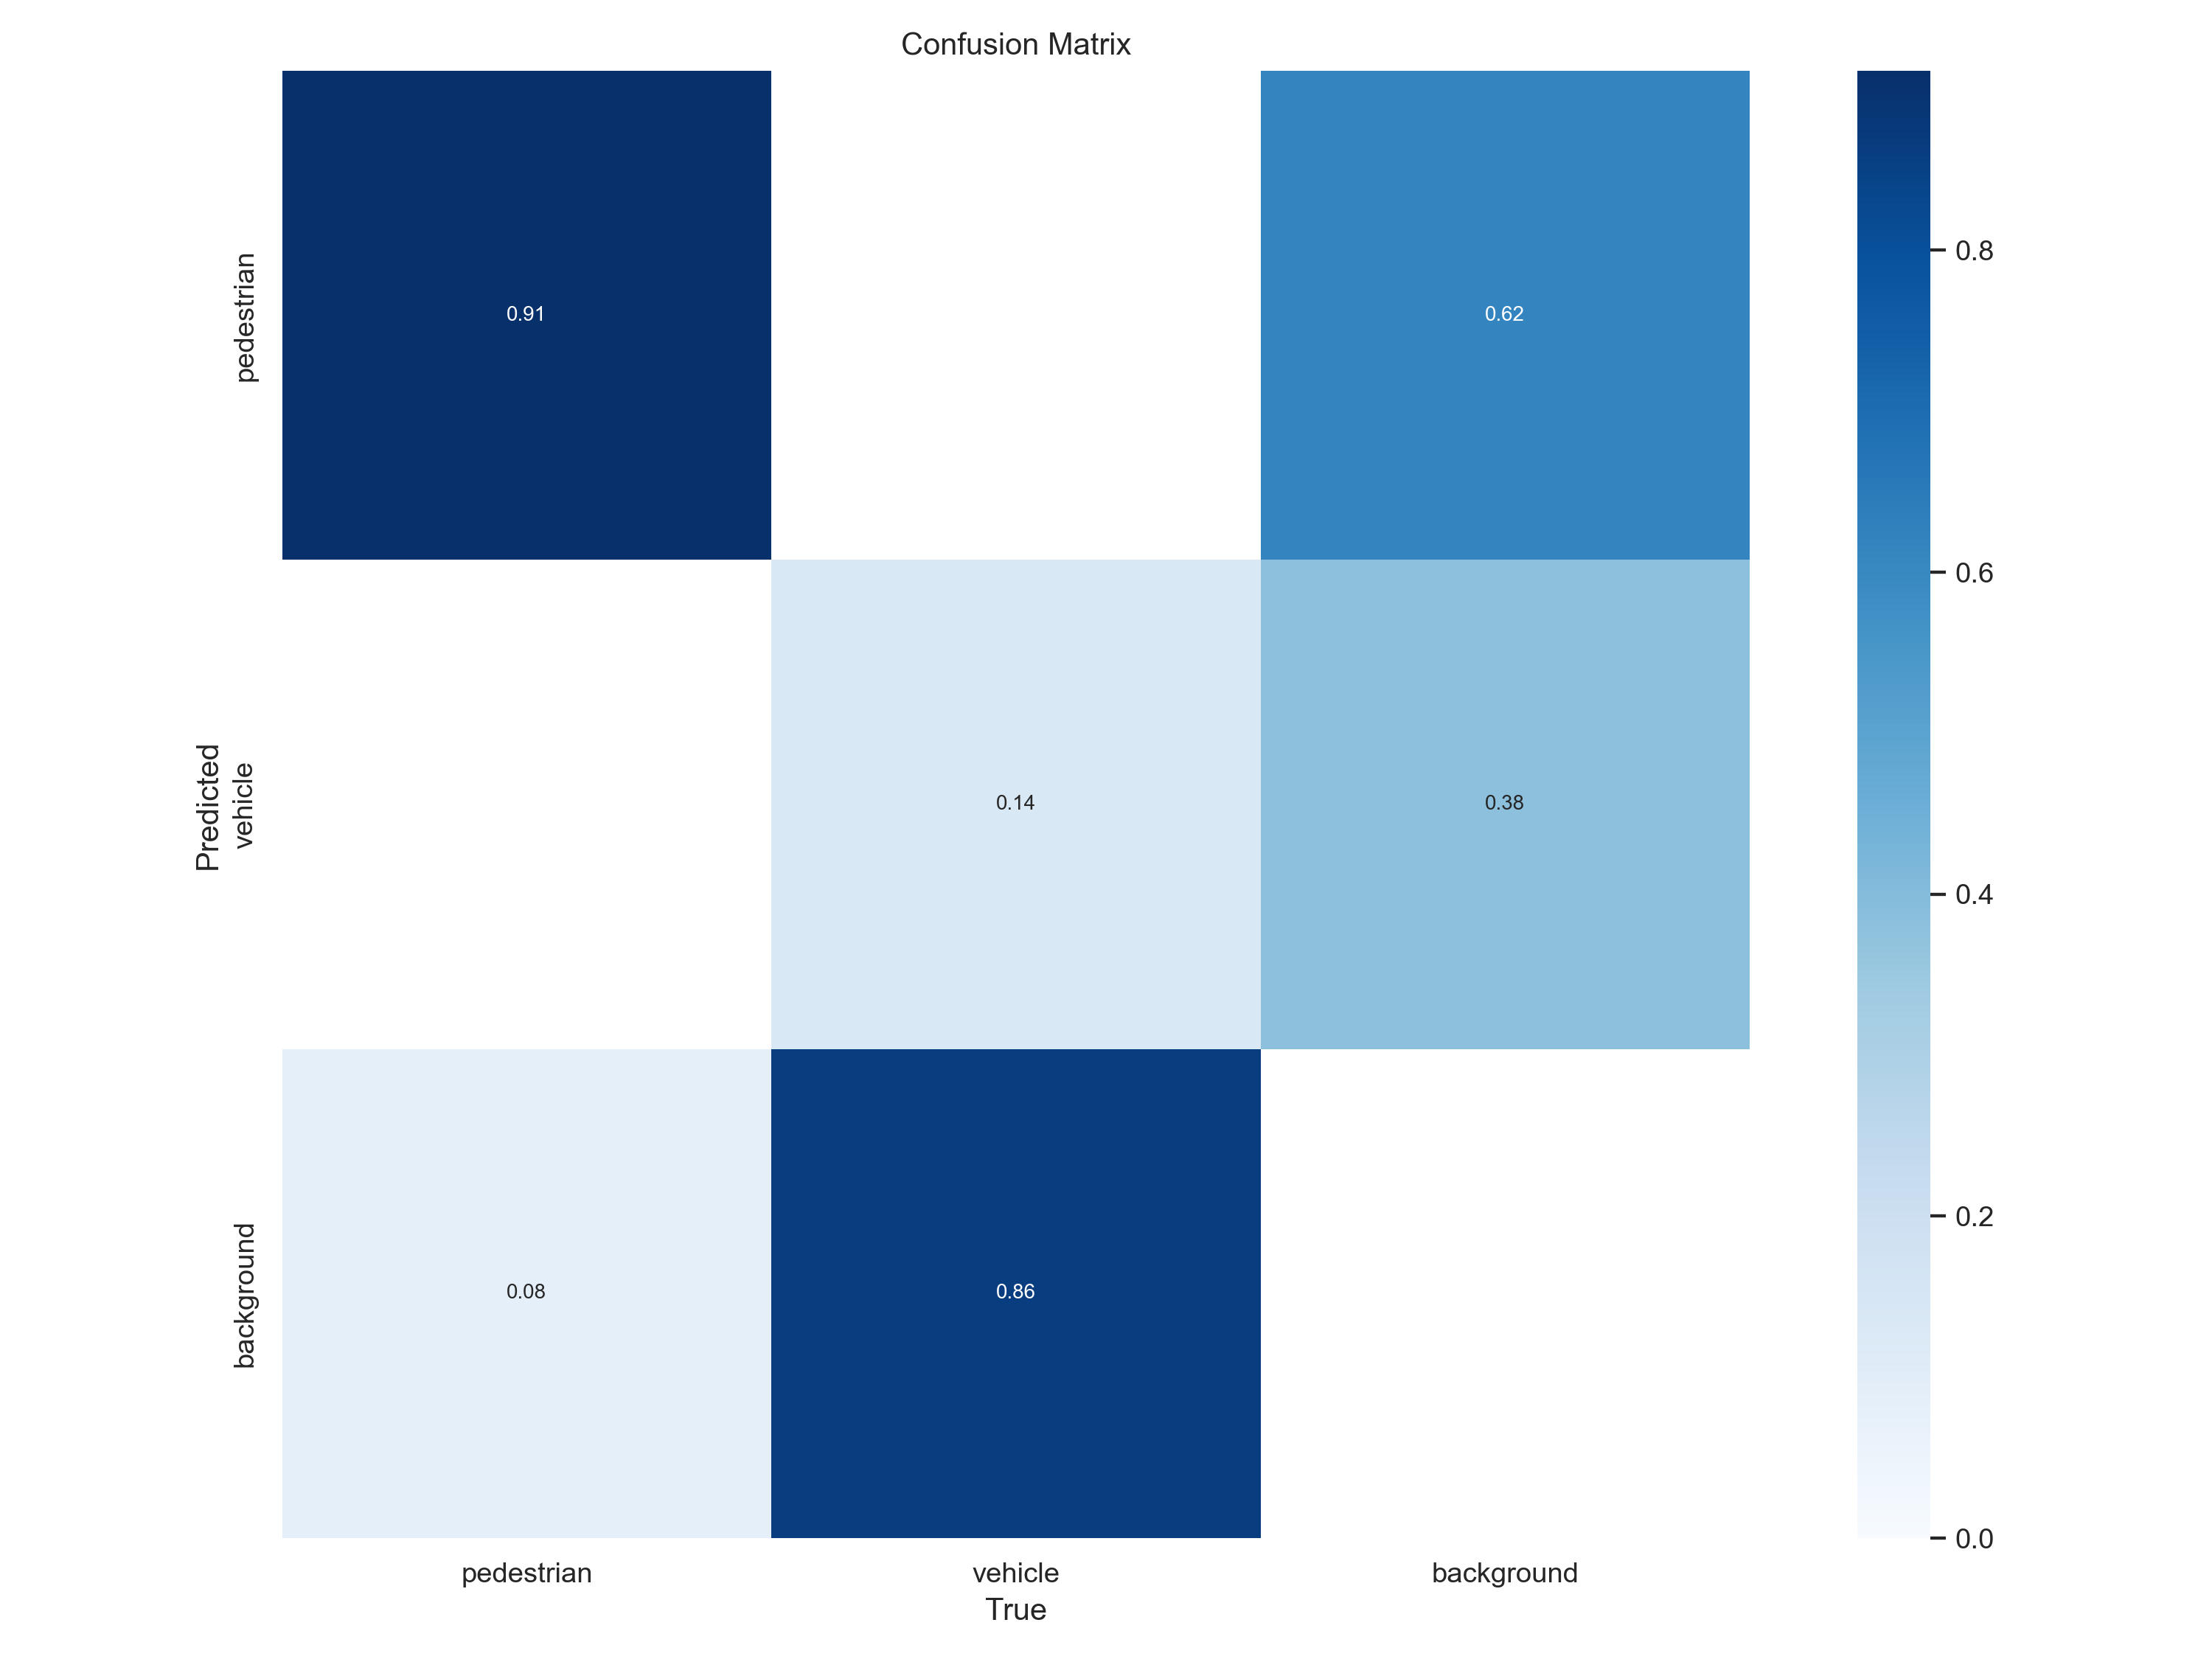 Confusion Matrix
pedestrian
0.91
0.62
0.8
0.6
Predicted
vehicle
0.14
0.38
0.4
background
0.08
0.86
0.2
0.0
pedestrian
vehicle
background
True